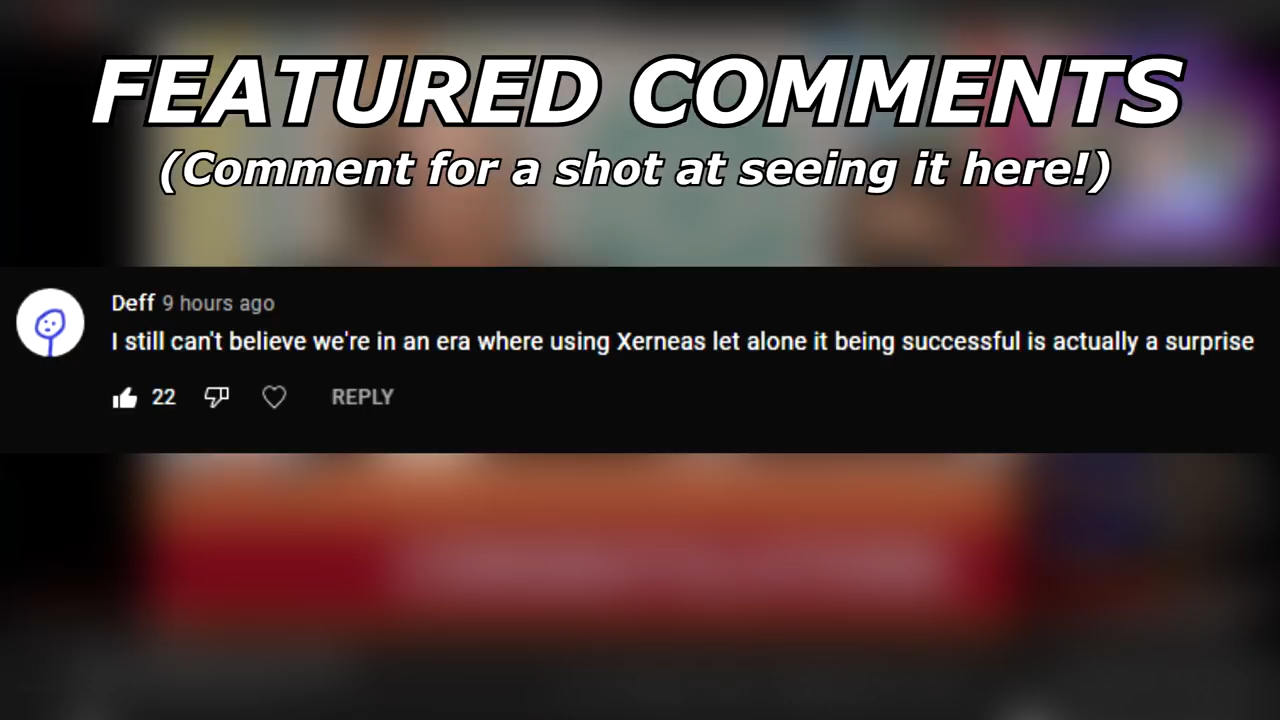 FEATURED COMMENTS
(Comment for a shot at seeing it here!)
Deff 9 hours ago
I still can't believe we're in an era where using Xerneas let alone it being successful is actually a surprise
22 REPLY